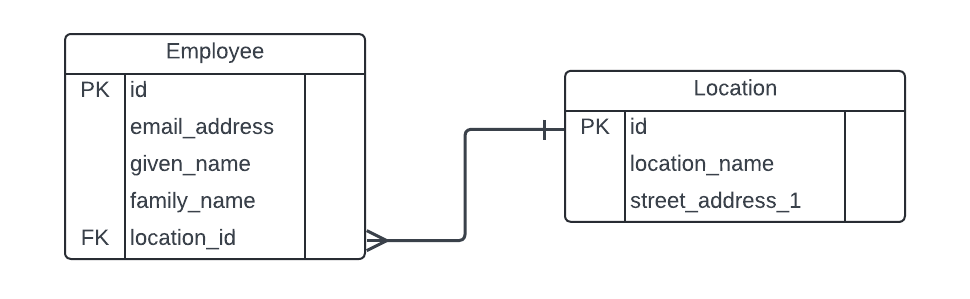 Employee
PK id
email_address
given_name
family_name
FK location_id
Location
PK id
location_name
street_address_1